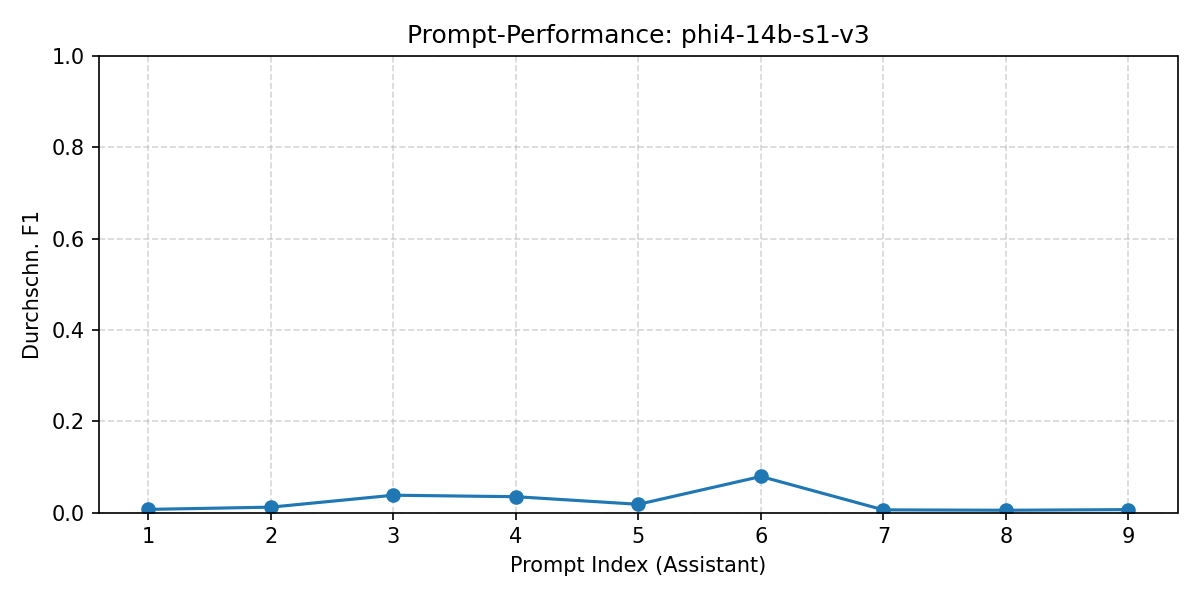 Prompt-Performance: phi4-14b-s1-v3
1.0
0.8
0.6
0.4
0.2
0.0
Durchschn. F1
1 2 3 4 5 6 7 8 9
Prompt Index (Assistant)